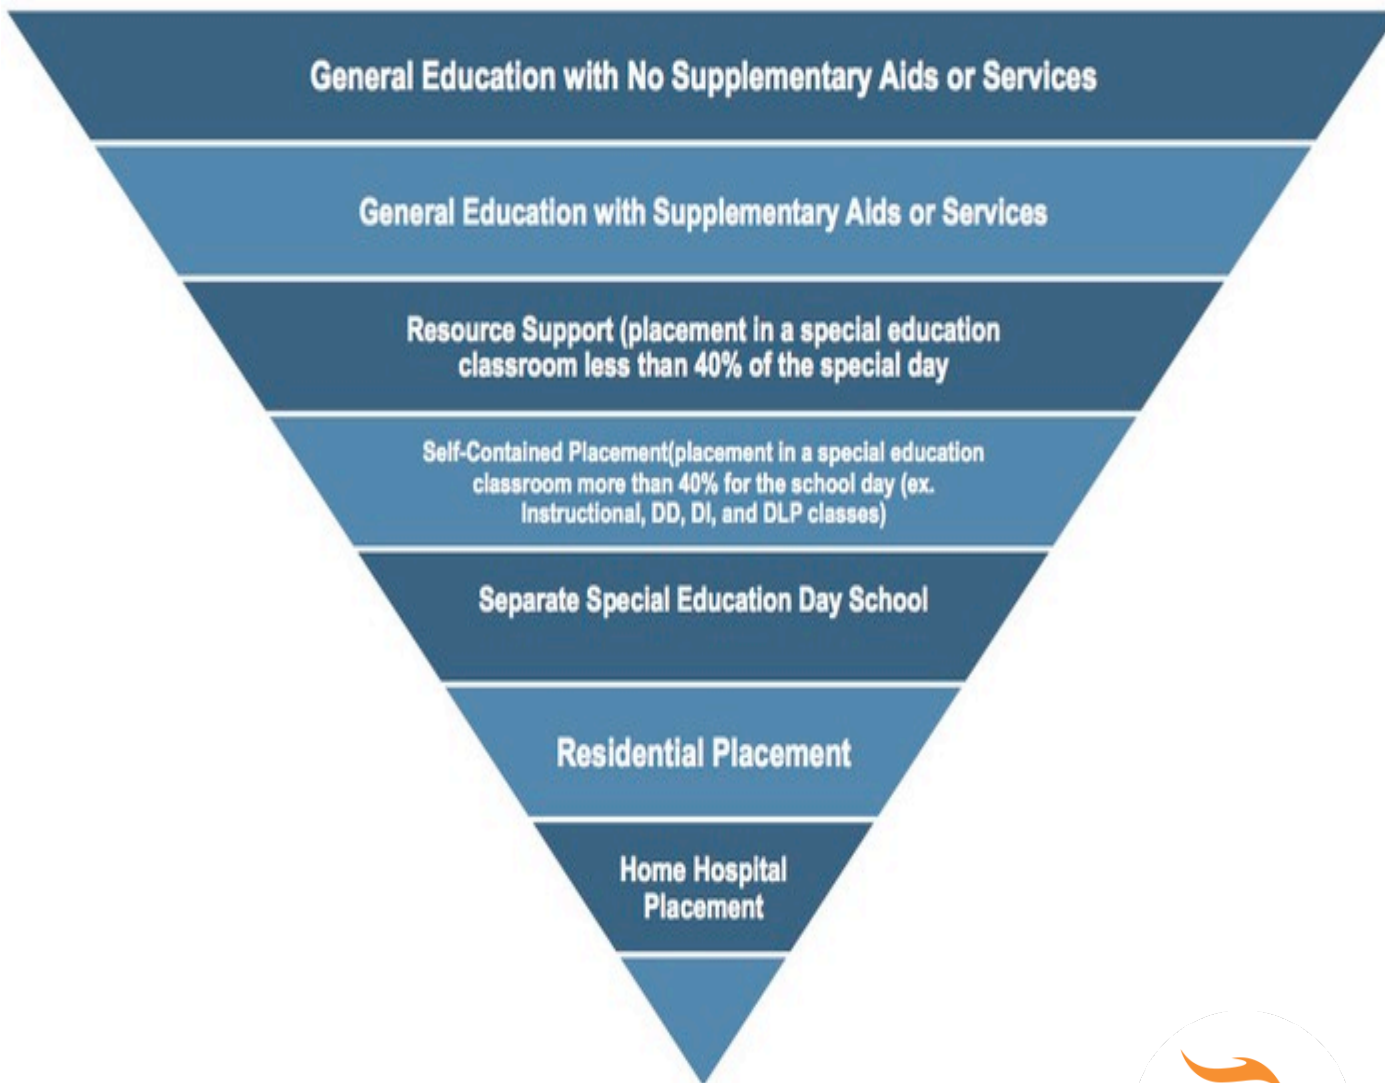 General Education with No Supplementary Aids or Services
General Education with Supplementary Aids or Services
Resource Support (placement in a special education
classroom less than 40% of the special day
Self-Contained Placement(placement in a special education
classroom more than 40% for the school day (ex.
Instructional, DD, DI, and DLP classes)
Separate Special Education Day School
Residential Placement
Home Hospital
Placement